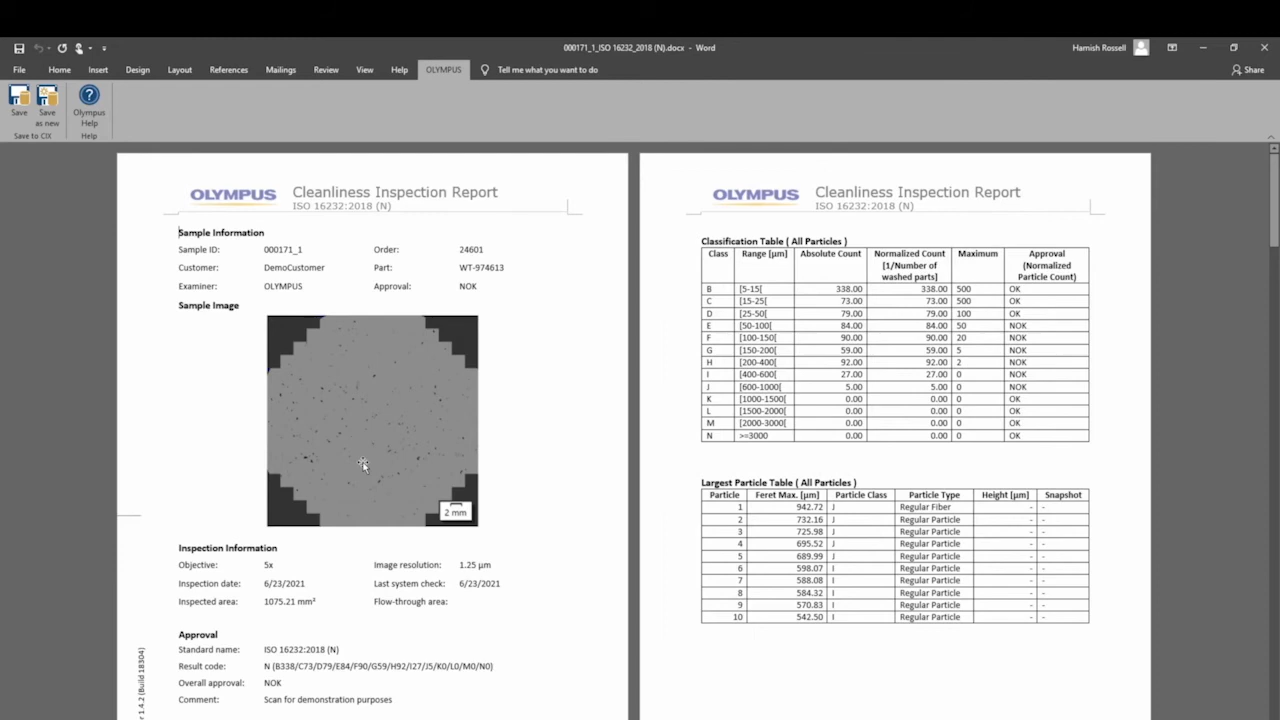 000171_1_ISO 16232_2018 (N).docx - Word
Hamish Rossell
File Home Insert Design Layout References Mailings Review View Help OLYMPUS Tell me what you want to do Share
Save Save as new Olympus Help
Save to CIX Help
OLYMPUS Cleanliness Inspection Report
ISO 16232:2018 (N)
Sample Information
Sample ID: 000171_1 Order: 24601
Customer: DemoCustomer Part: WT-974613
Examiner: OLYMPUS Approval: NOK
Sample Image
2 mm
Inspection Information
Objective: 5x Image resolution: 1.25 µm
Inspection date: 6/23/2021 Last system check: 6/23/2021
Inspected area: 1075.21 mm² Flow-through area:
Approval
Standard name: ISO 16232:2018 (N)
Result code: N (B338/C73/D79/E84/F90/G59/H92/I27/J5/K0/L0/M0/N0)
Overall approval: NOK
Comment: Scan for demonstration purposes
1.4.2 (Build 18304)
OLYMPUS Cleanliness Inspection Report
ISO 16232:2018 (N)
Classification Table ( All Particles )
Class Range [µm] Absolute Count Normalized Count [1/Number of washed parts] Maximum Approval (Normalized Particle Count)
B [5-15[ 338.00 338.00 500 OK
C [15-25[ 73.00 73.00 500 OK
D [25-50[ 79.00 79.00 100 OK
E [50-100[ 84.00 84.00 50 NOK
F [100-150[ 90.00 90.00 20 NOK
G [150-200[ 59.00 59.00 5 NOK
H [200-400[ 92.00 92.00 2 NOK
I [400-600[ 27.00 27.00 0 NOK
J [600-1000[ 5.00 5.00 0 NOK
K [1000-1500[ 0.00 0.00 0 OK
L [1500-2000[ 0.00 0.00 0 OK
M [2000-3000[ 0.00 0.00 0 OK
N >=3000 0.00 0.00 0 OK
Largest Particle Table ( All Particles )
Particle Feret Max. [µm] Particle Class Particle Type Height [µm] Snapshot
1 942.72 J Regular Fiber - -
2 732.16 J Regular Particle - -
3 725.98 J Regular Particle - -
4 695.52 J Regular Particle - -
5 689.99 J Regular Particle - -
6 598.07 I Regular Particle - -
7 588.08 I Regular Particle - -
8 584.32 I Regular Particle - -
9 570.83 I Regular Particle - -
10 542.50 I Regular Particle - -